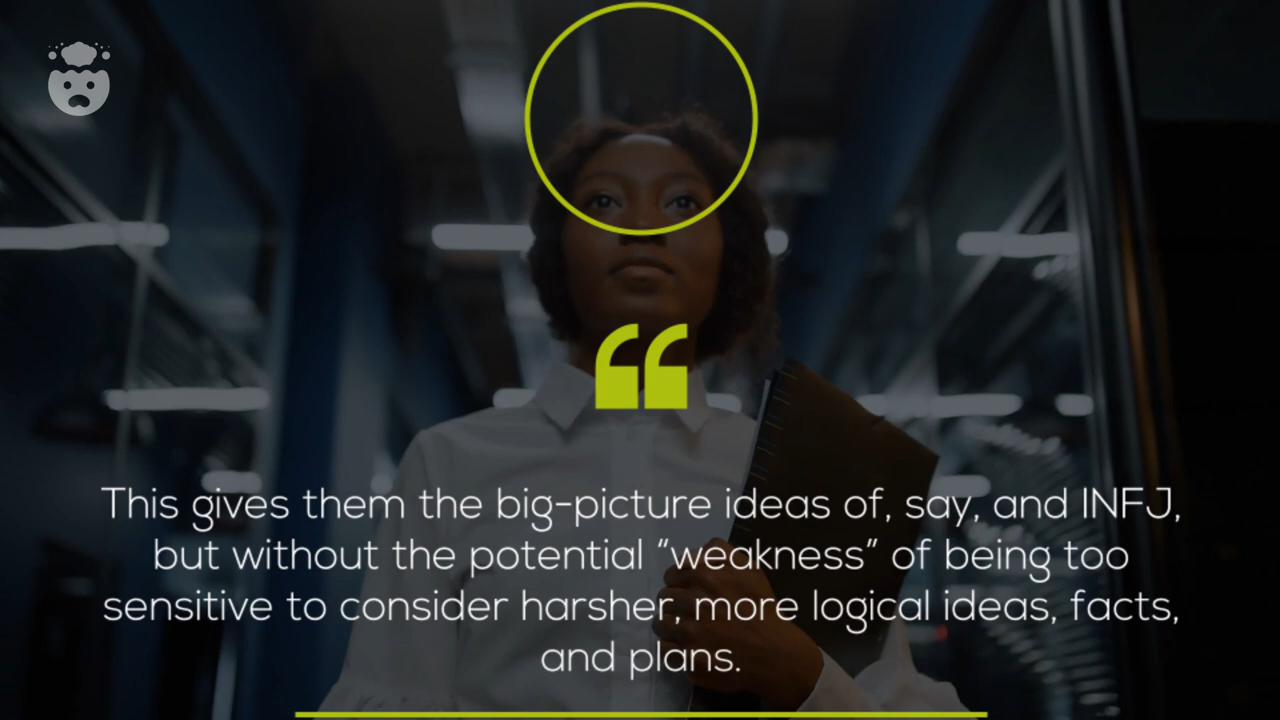 This gives them the big-picture ideas of, say, and INFJ,
but without the potential “weakness” of being too
sensitive to consider harsher, more logical ideas, facts,
and plans.